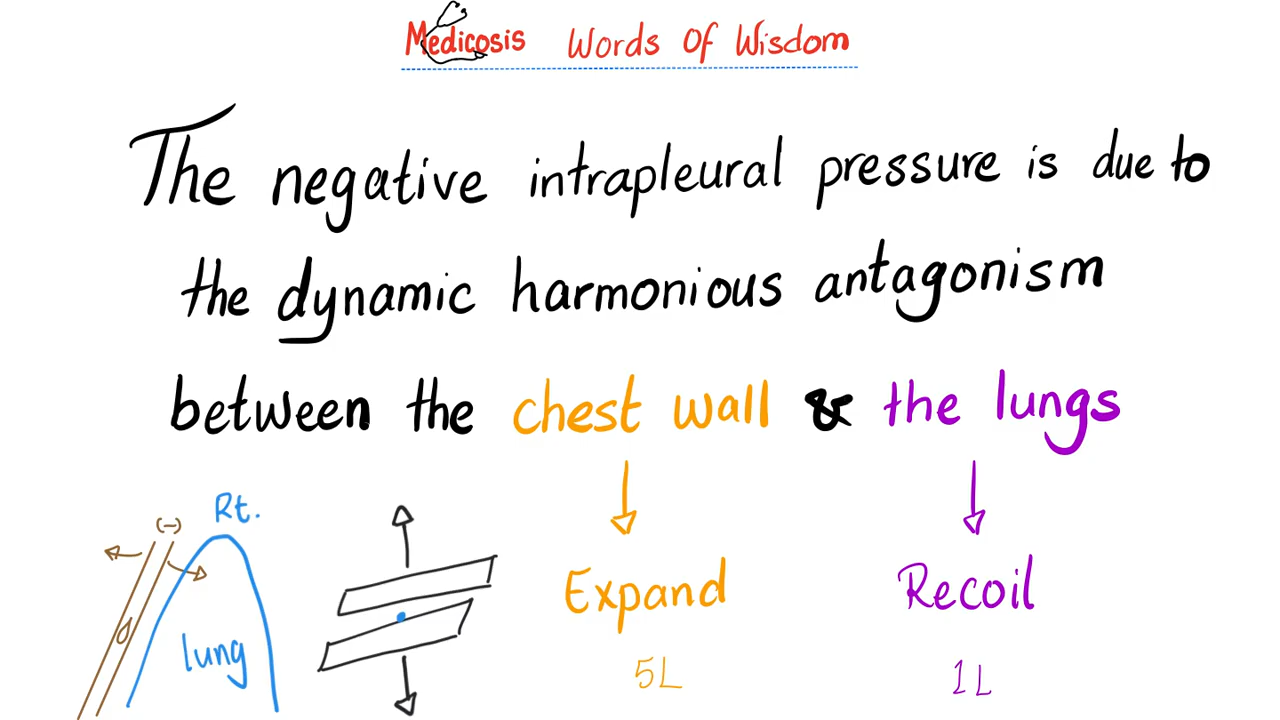 Medicosis Words Of Wisdom
The negative intrapleural pressure is due to
the dynamic harmonious antagonism
between the chest wall & the lungs
(-)
Rt.
lung
Expand
Recoil
5L
1L